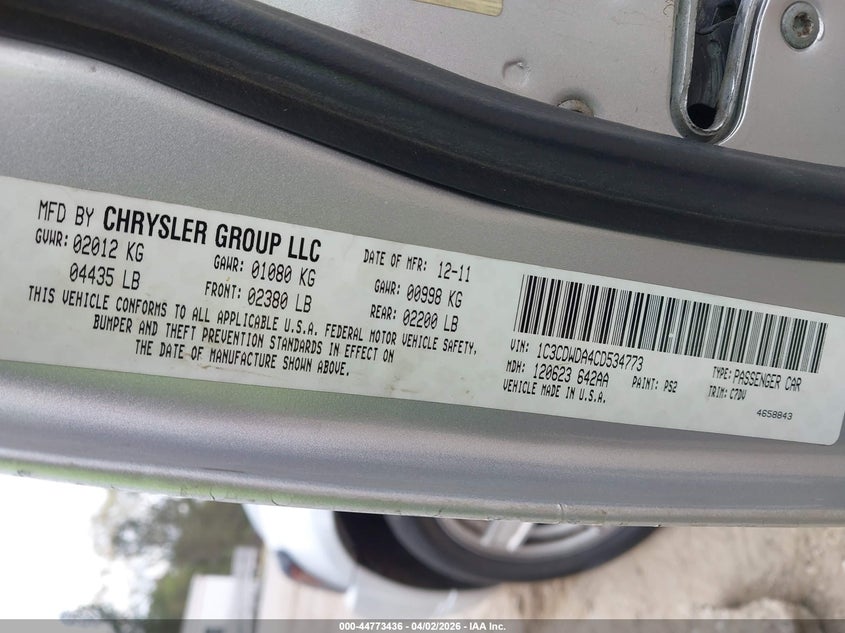 MFD BY CHRYSLER GROUP LLC
DATE OF MFR: 12-11
GVWR: 02012 KG
GAWR: 01080 KG
GAWR: 00998 KG
04435 LB
FRONT: 02380 LB
REAR: 02200 LB
THIS VEHICLE CONFORMS TO ALL APPLICABLE U.S.A. FEDERAL MOTOR VEHICLE SAFETY,
BUMPER AND THEFT PREVENTION STANDARDS IN EFFECT ON
THE DATE OF MANUFACTURE SHOWN ABOVE.
VIN: 1C3CDWDA4CD534773
TYPE: PASSENGER CAR
MDH: 120623 642AA
PAINT: PS2
TRIM: C7DV
VEHICLE MADE IN U.S.A.
4658843
000-44773436 - 04/02/2026 - IAA Inc.